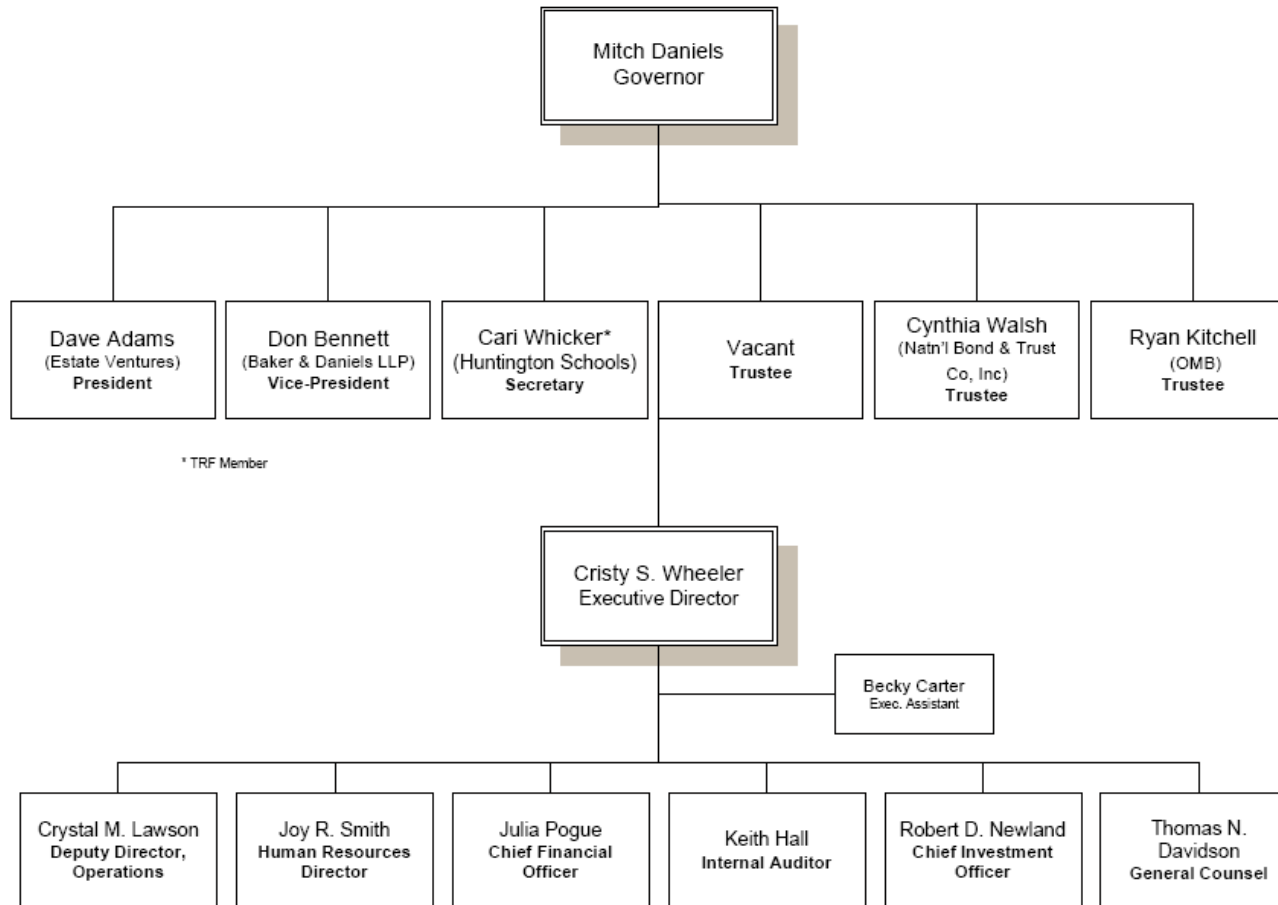 Mitch Daniels
Governor
Dave Adams
(Estate Ventures)
President
Don Bennett
(Baker & Daniels LLP)
Vice-President
Cari Whicker*
(Huntington Schools)
Secretary
Vacant
Trustee
Cynthia Walsh
(Natn'l Bond & Trust
Co, Inc)
Trustee
Ryan Kitchell
(OMB)
Trustee
* TRF Member
Cristy S. Wheeler
Executive Director
Becky Carter
Exec. Assistant
Crystal M. Lawson
Deputy Director,
Operations
Joy R. Smith
Human Resources
Director
Julia Pogue
Chief Financial
Officer
Keith Hall
Internal Auditor
Robert D. Newland
Chief Investment
Officer
Thomas N.
Davidson
General Counsel